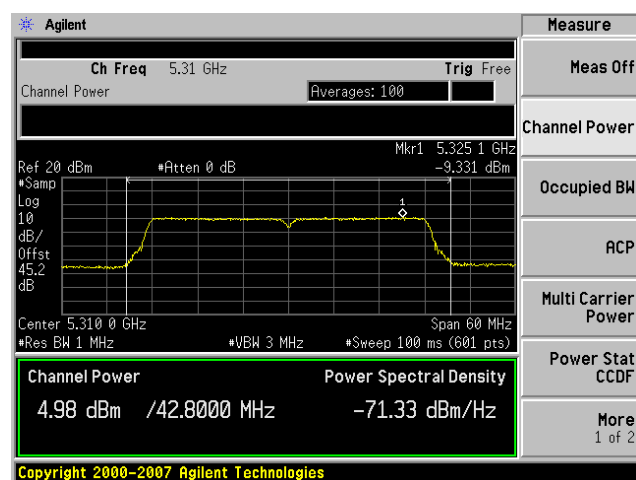 Agilent
Measure
Ch Freq 5.31 GHz Trig Free
Channel Power Averages: 100
Mkr1 5.325 1 GHz
Ref 20 dBm #Atten 0 dB -9.331 dBm
#Samp
Log
10
dB/
Offst
45.2
dB
1
Center 5.310 0 GHz Span 60 MHz
#Res BW 1 MHz #VBW 3 MHz #Sweep 100 ms (601 pts)
Channel Power Power Spectral Density
4.98 dBm /42.8000 MHz -71.33 dBm/Hz
Copyright 2000-2007 Agilent Technologies
Meas Off
Channel Power
Occupied BW
ACP
Multi Carrier
Power
Power Stat
CCDF
More
1 of 2